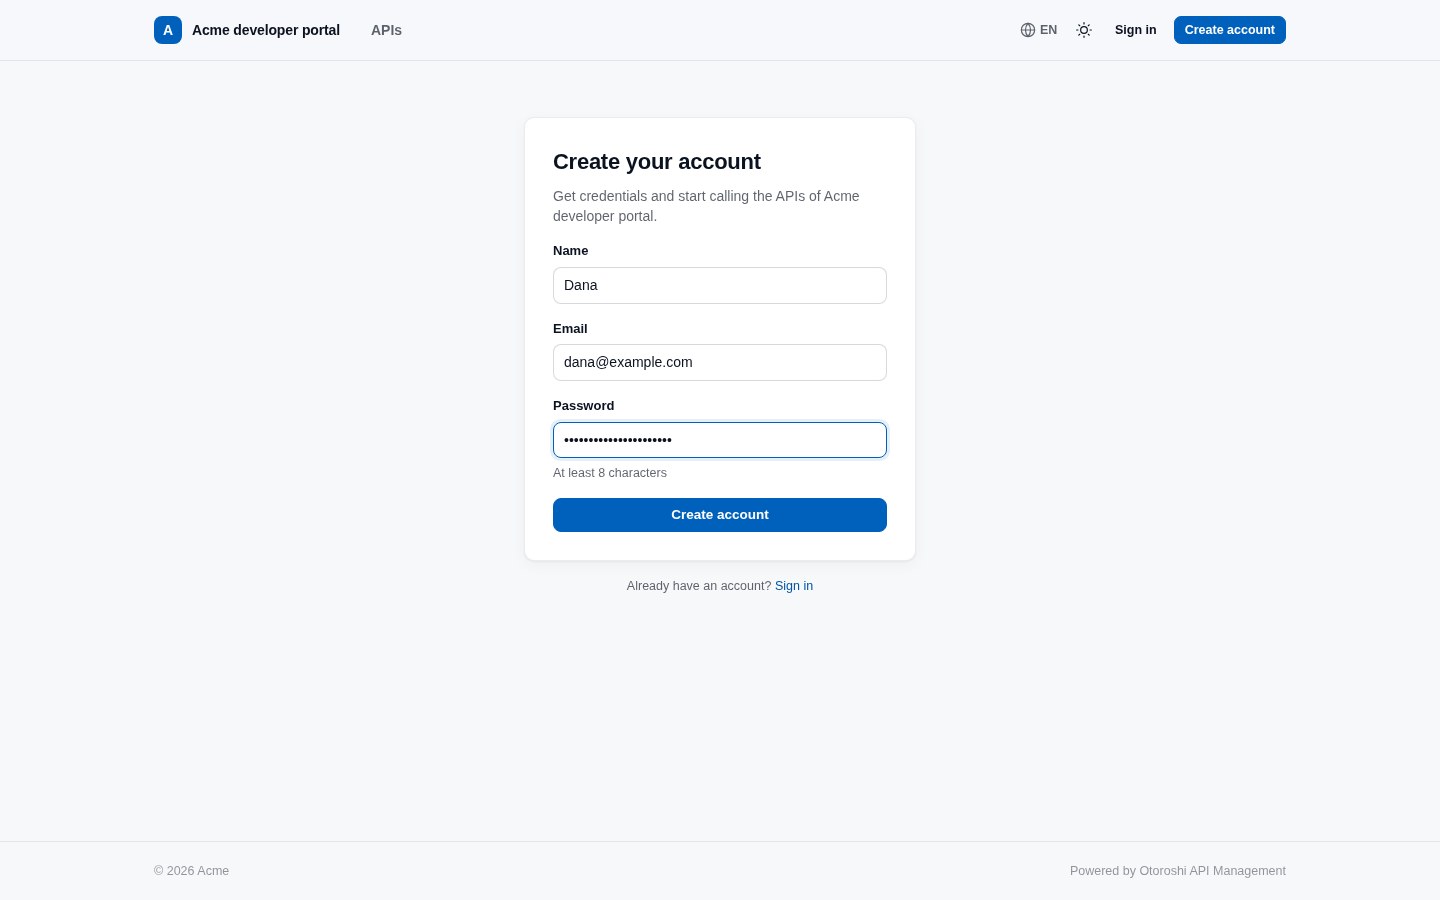 A Acme developer portal APIs EN Sign in Create account
Create your account
Get credentials and start calling the APIs of Acme
developer portal.
Name
Dana
Email
dana@example.com
Password
••••••••••••••••••••••
At least 8 characters
Create account
Already have an account? Sign in
© 2026 Acme Powered by Otoroshi API Management